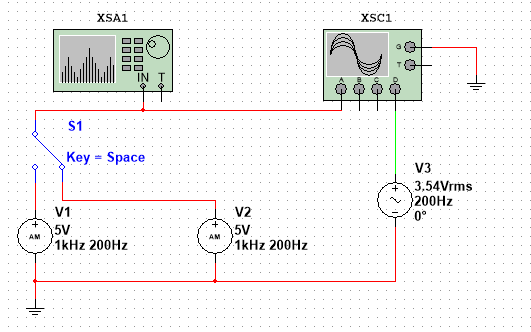 XSA1
XSC1
IN T
G
T
A B C D
S1
Key = Space
V1
5V
1kHz 200Hz
AM
V2
5V
1kHz 200Hz
AM
V3
3.54Vrms
200Hz
0°